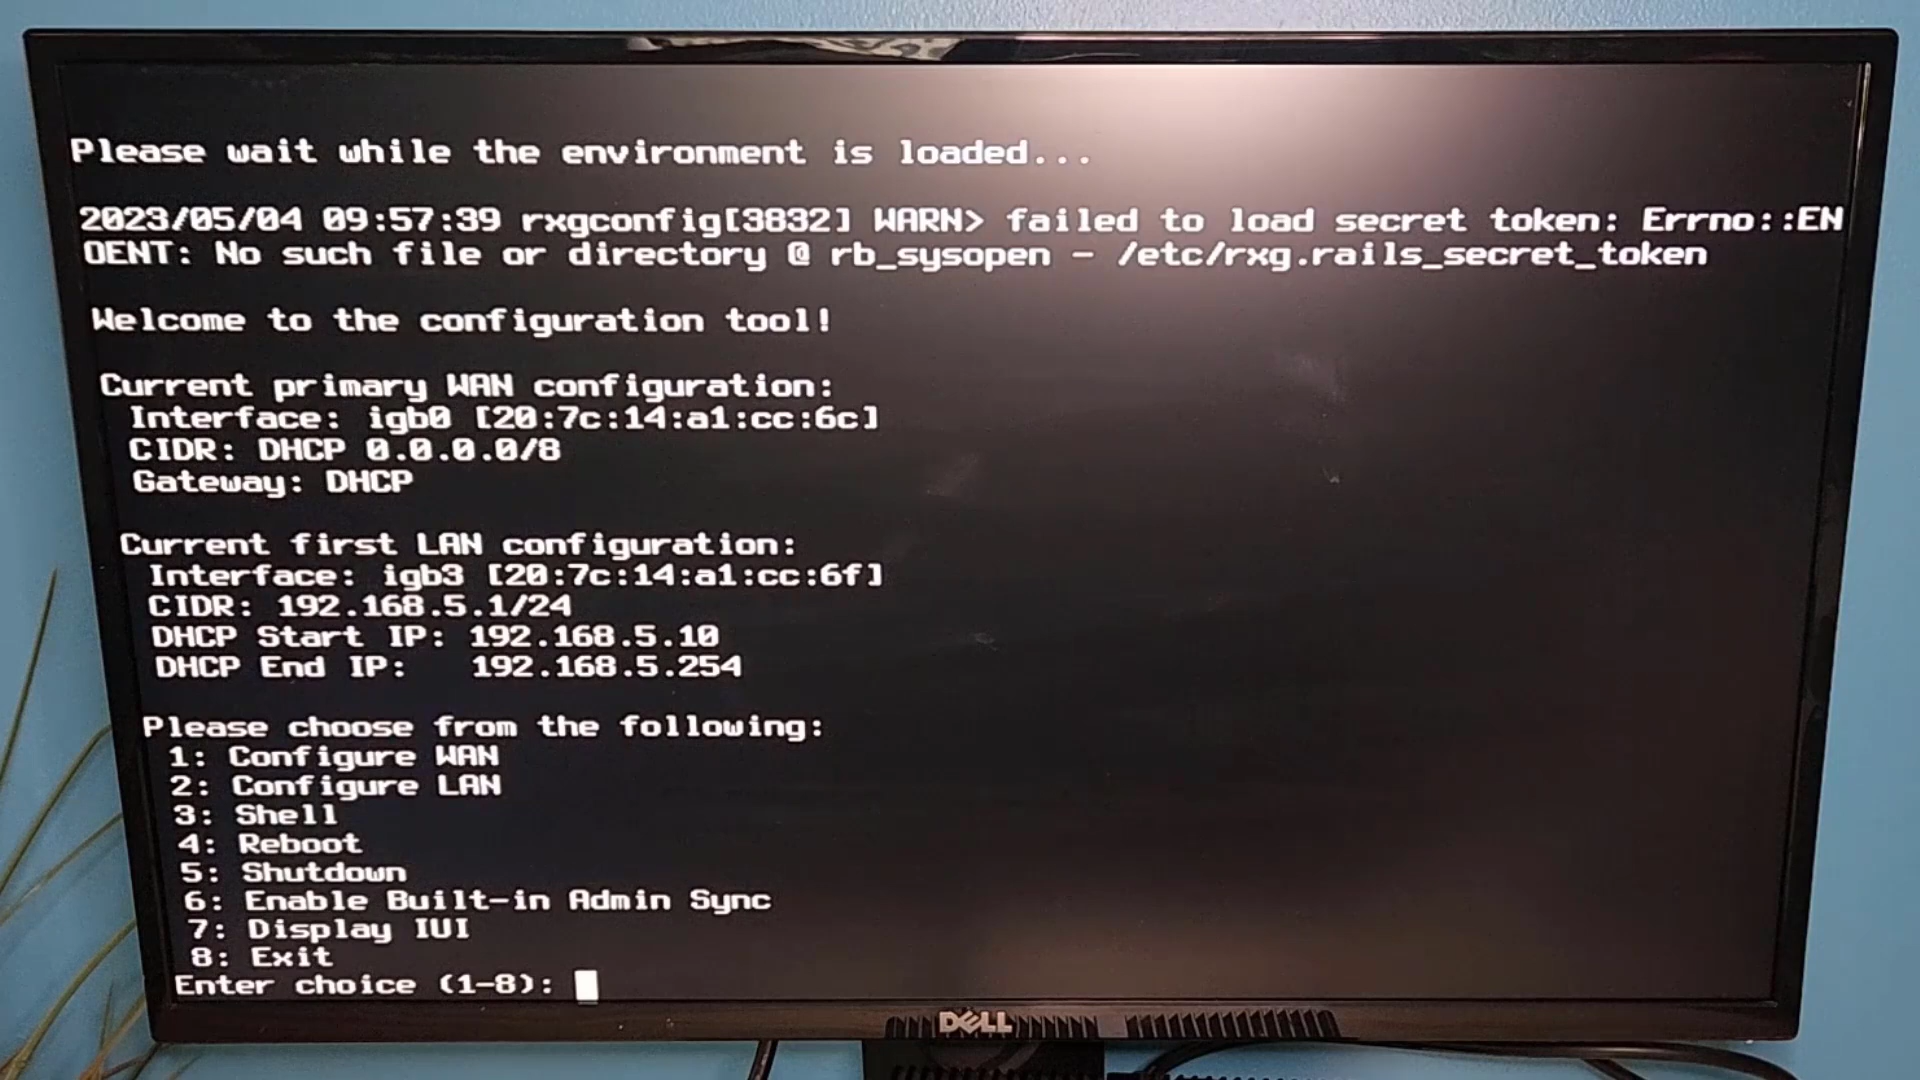 Please wait while the environment is loaded...
2023/05/04 09:57:39 rxgconfig[3832] WARN> failed to load secret token: Errno::EN
OENT: No such file or directory @ rb_sysopen - /etc/rxg.rails_secret_token
Welcome to the configuration tool!
Current primary WAN configuration:
Interface: igb0 [20:7c:14:a1:cc:6c]
CIDR: DHCP 0.0.0.0/8
Gateway: DHCP
Current first LAN configuration:
Interface: igb3 [20:7c:14:a1:cc:6f]
CIDR: 192.168.5.1/24
DHCP Start IP: 192.168.5.10
DHCP End IP:   192.168.5.254
Please choose from the following:
1: Configure WAN
2: Configure LAN
3: Shell
4: Reboot
5: Shutdown
6: Enable Built-in Admin Sync
7: Display IUI
8: Exit
Enter choice (1-8):
DELL